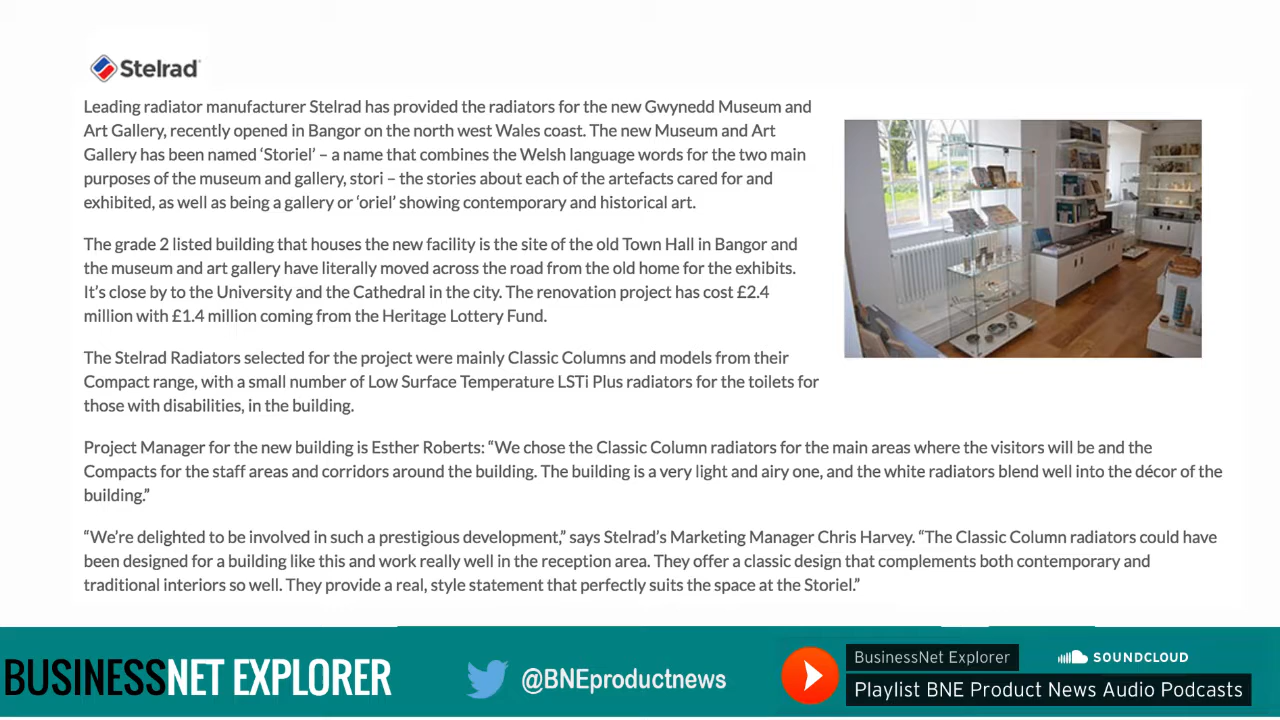 Stelrad
Leading radiator manufacturer Stelrad has provided the radiators for the new Gwynedd Museum and
Art Gallery, recently opened in Bangor on the north west Wales coast. The new Museum and Art
Gallery has been named ‘Storiel’ – a name that combines the Welsh language words for the two main
purposes of the museum and gallery, stori – the stories about each of the artefacts cared for and
exhibited, as well as being a gallery or ‘oriel’ showing contemporary and historical art.
The grade 2 listed building that houses the new facility is the site of the old Town Hall in Bangor and
the museum and art gallery have literally moved across the road from the old home for the exhibits.
It’s close by to the University and the Cathedral in the city. The renovation project has cost £2.4
million with £1.4 million coming from the Heritage Lottery Fund.
The Stelrad Radiators selected for the project were mainly Classic Columns and models from their
Compact range, with a small number of Low Surface Temperature LSTi Plus radiators for the toilets for
those with disabilities, in the building.
Project Manager for the new building is Esther Roberts: “We chose the Classic Column radiators for the main areas where the visitors will be and the
Compacts for the staff areas and corridors around the building. The building is a very light and airy one, and the white radiators blend well into the décor of the
building.”
“We’re delighted to be involved in such a prestigious development,” says Stelrad’s Marketing Manager Chris Harvey. “The Classic Column radiators could have
been designed for a building like this and work really well in the reception area. They offer a classic design that complements both contemporary and
traditional interiors so well. They provide a real, style statement that perfectly suits the space at the Storiel.”
BUSINESSNET EXPLORER
@BNEproductnews
BusinessNet Explorer
SOUNDCLOUD
Playlist BNE Product News Audio Podcasts